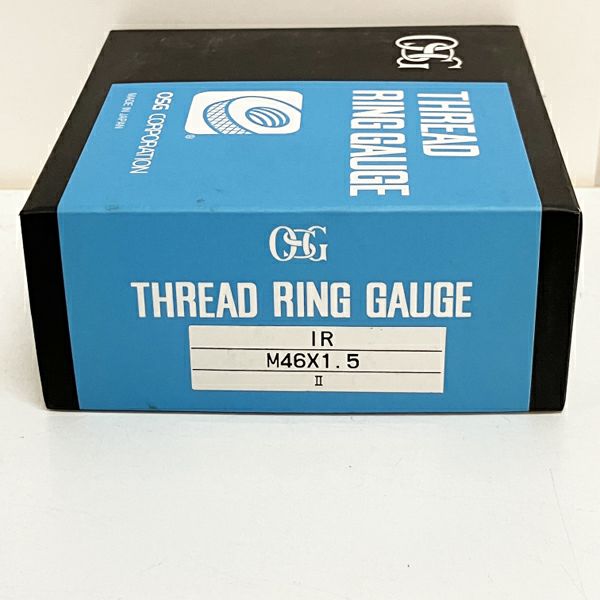 OSG
THREAD
RING GAUGE
OSG CORPORATION
MADE IN JAPAN
®
OSG
THREAD RING GAUGE
IR
M46X1.5
II